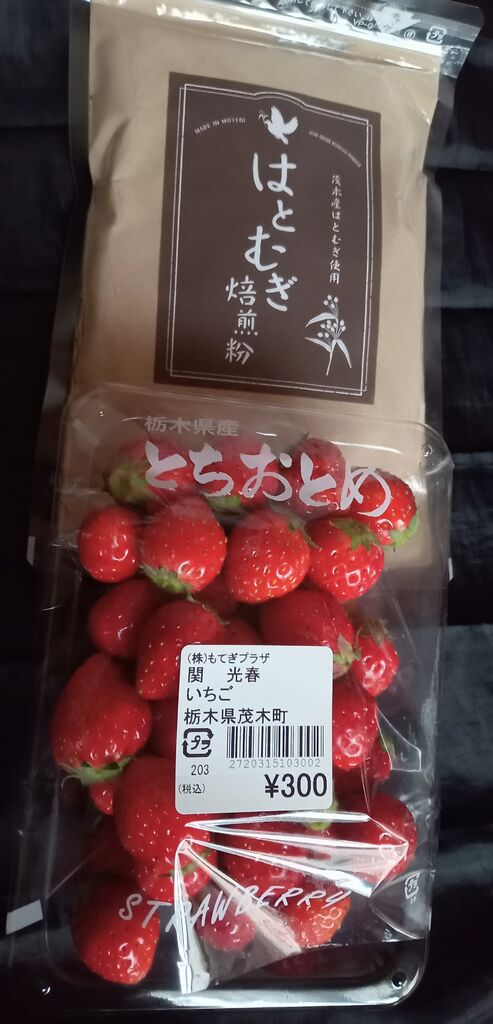 MADE IN MOTEGI
はとむぎ
焙煎粉
茂木産はとむぎ使用
栃木県産
とちおとめ
(株)もてぎプラザ
関 光春
いちご
栃木県茂木町
プラ
203
2720315103002
(税込)
¥300
STRAWBERRY